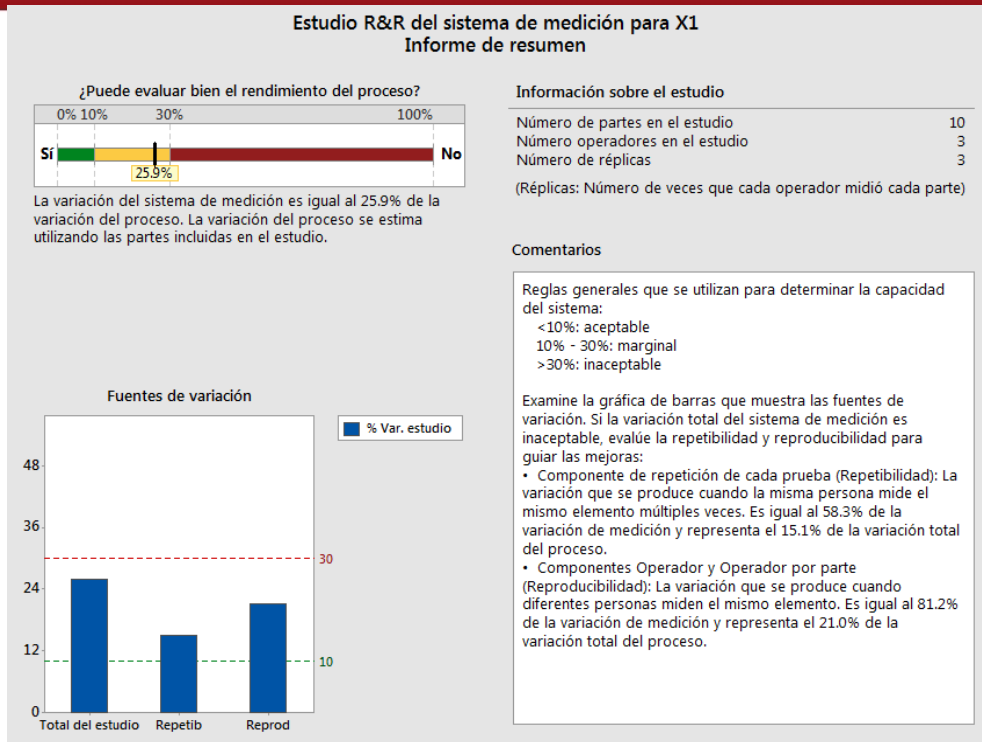 Estudio R&R del sistema de medición para X1
Informe de resumen
¿Puede evaluar bien el rendimiento del proceso?
0% 10% 30% 100%
Sí No
25.9%
La variación del sistema de medición es igual al 25.9% de la
variación del proceso. La variación del proceso se estima
utilizando las partes incluidas en el estudio.
Información sobre el estudio
Número de partes en el estudio 10
Número operadores en el estudio 3
Número de réplicas 3
(Réplicas: Número de veces que cada operador midió cada parte)
Comentarios
Reglas generales que se utilizan para determinar la capacidad
del sistema:
<10%: aceptable
10% - 30%: marginal
>30%: inaceptable
Examine la gráfica de barras que muestra las fuentes de
variación. Si la variación total del sistema de medición es
inaceptable, evalúe la repetibilidad y reproducibilidad para
guiar las mejoras:
• Componente de repetición de cada prueba (Repetibilidad): La
variación que se produce cuando la misma persona mide el
mismo elemento múltiples veces. Es igual al 58.3% de la
variación de medición y representa el 15.1% de la variación total
del proceso.
• Componentes Operador y Operador por parte
(Reproducibilidad): La variación que se produce cuando
diferentes personas miden el mismo elemento. Es igual al 81.2%
de la variación de medición y representa el 21.0% de la
variación total del proceso.
Fuentes de variación
% Var. estudio
48
36
30
24
12
10
0
Total del estudio Repetib Reprod